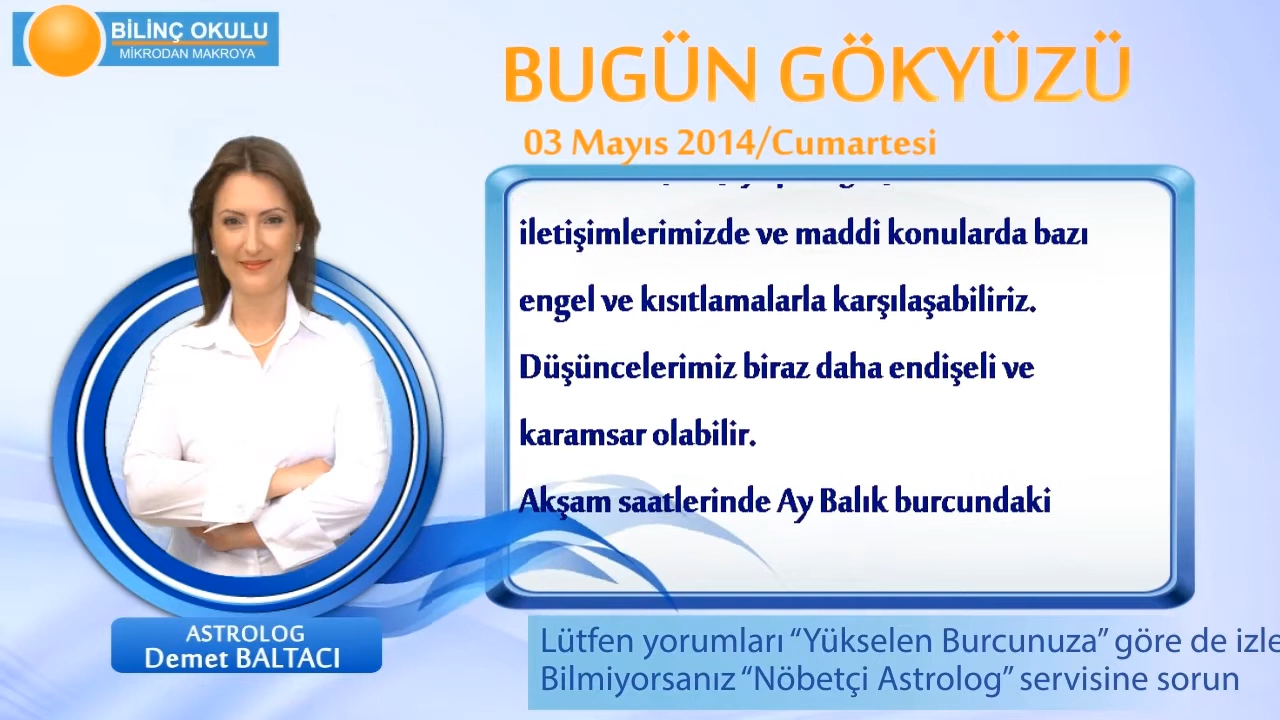 BİLİNÇ OKULU
MİKRODAN MAKROYA
BUGÜN GÖKYÜZÜ
03 Mayıs 2014/Cumartesi
iletişimlerimizde ve maddi konularda bazı
engel ve kısıtlamalarla karşılaşabiliriz.
Düşüncelerimiz biraz daha endişeli ve
karamsar olabilir.
Akşam saatlerinde Ay Balık burcundaki
ASTROLOG
Demet BALTACI
Lütfen yorumları “Yükselen Burcunuza” göre de izle
Bilmiyorsanız “Nöbetçi Astrolog” servisine sorun